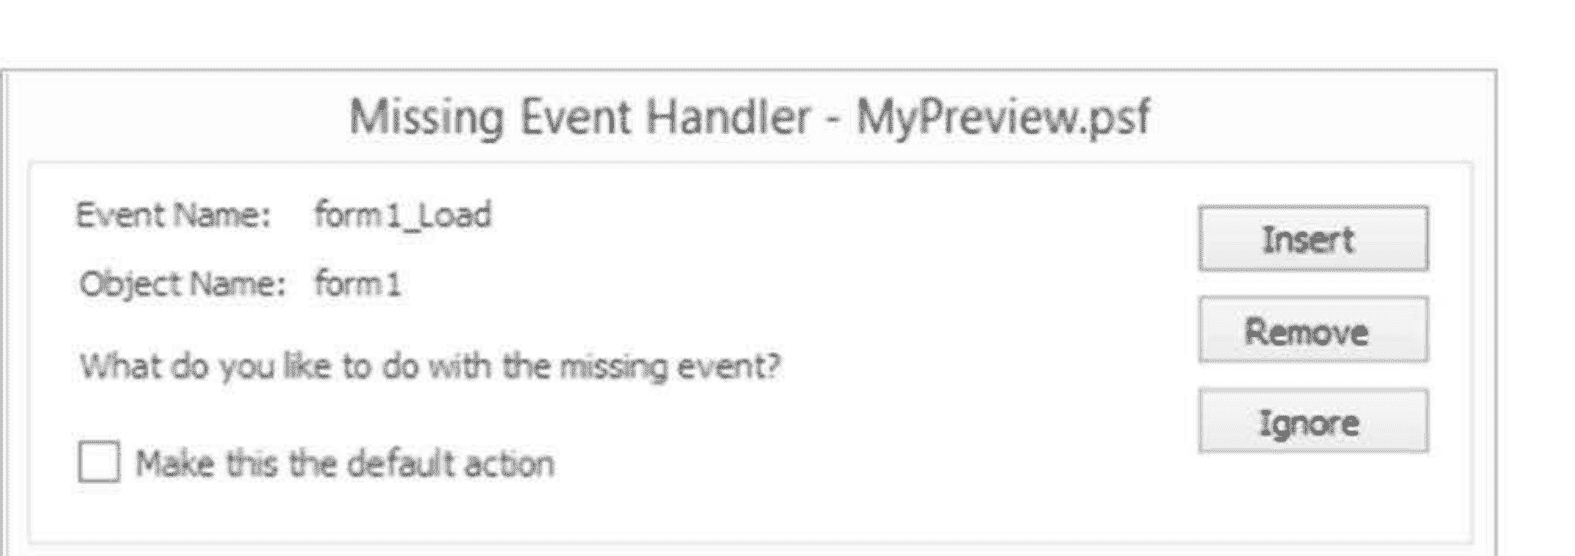 Missing Event Handler - MyPreview.psf
Event Name: form1_Load
Insert
Object Name: form1
Remove
What do you like to do with the missing event?
Ignore
Make this the default action